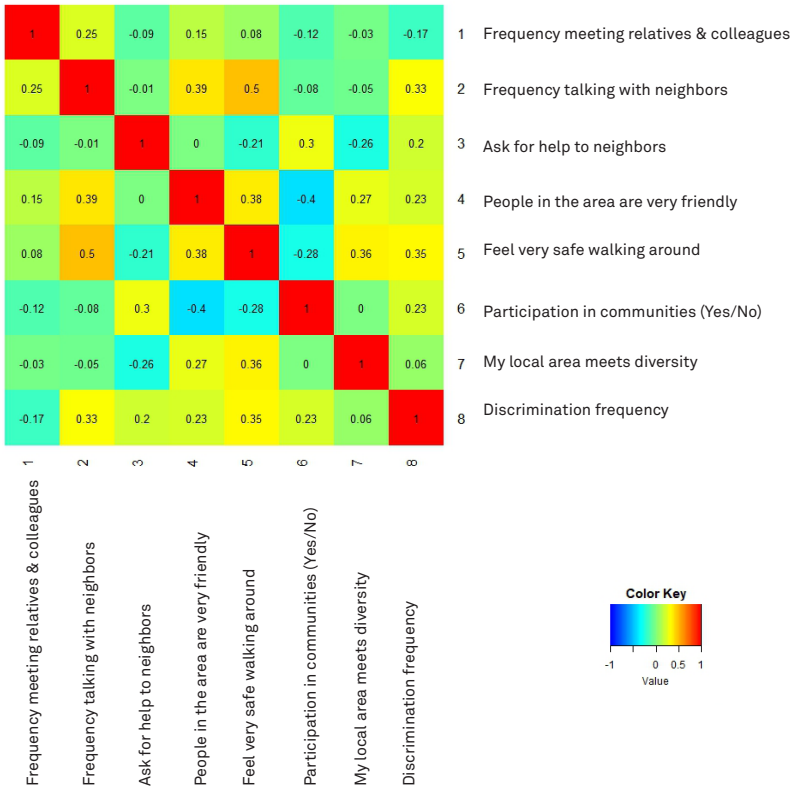 1 0.25 -0.09 0.15 0.08 -0.12 -0.03 -0.17 1 Frequency meeting relatives & colleagues
0.25 1 -0.01 0.39 0.5 -0.08 -0.05 0.33 2 Frequency talking with neighbors
-0.09 -0.01 1 0 -0.21 0.3 -0.26 0.2 3 Ask for help to neighbors
0.15 0.39 0 1 0.38 -0.4 0.27 0.23 4 People in the area are very friendly
0.08 0.5 -0.21 0.38 1 -0.28 0.36 0.35 5 Feel very safe walking around
-0.12 -0.08 0.3 -0.4 -0.28 1 0 0.23 6 Participation in communities (Yes/No)
-0.03 -0.05 -0.26 0.27 0.36 0 1 0.06 7 My local area meets diversity
-0.17 0.33 0.2 0.23 0.35 0.23 0.06 1 8 Discrimination frequency
1 2 3 4 5 6 7 8
Frequency meeting relatives & colleagues
Frequency talking with neighbors
Ask for help to neighbors
People in the area are very friendly
Feel very safe walking around
Participation in communities (Yes/No)
My local area meets diversity
Discrimination frequency
Color Key
-1 0 0.5 1
Value